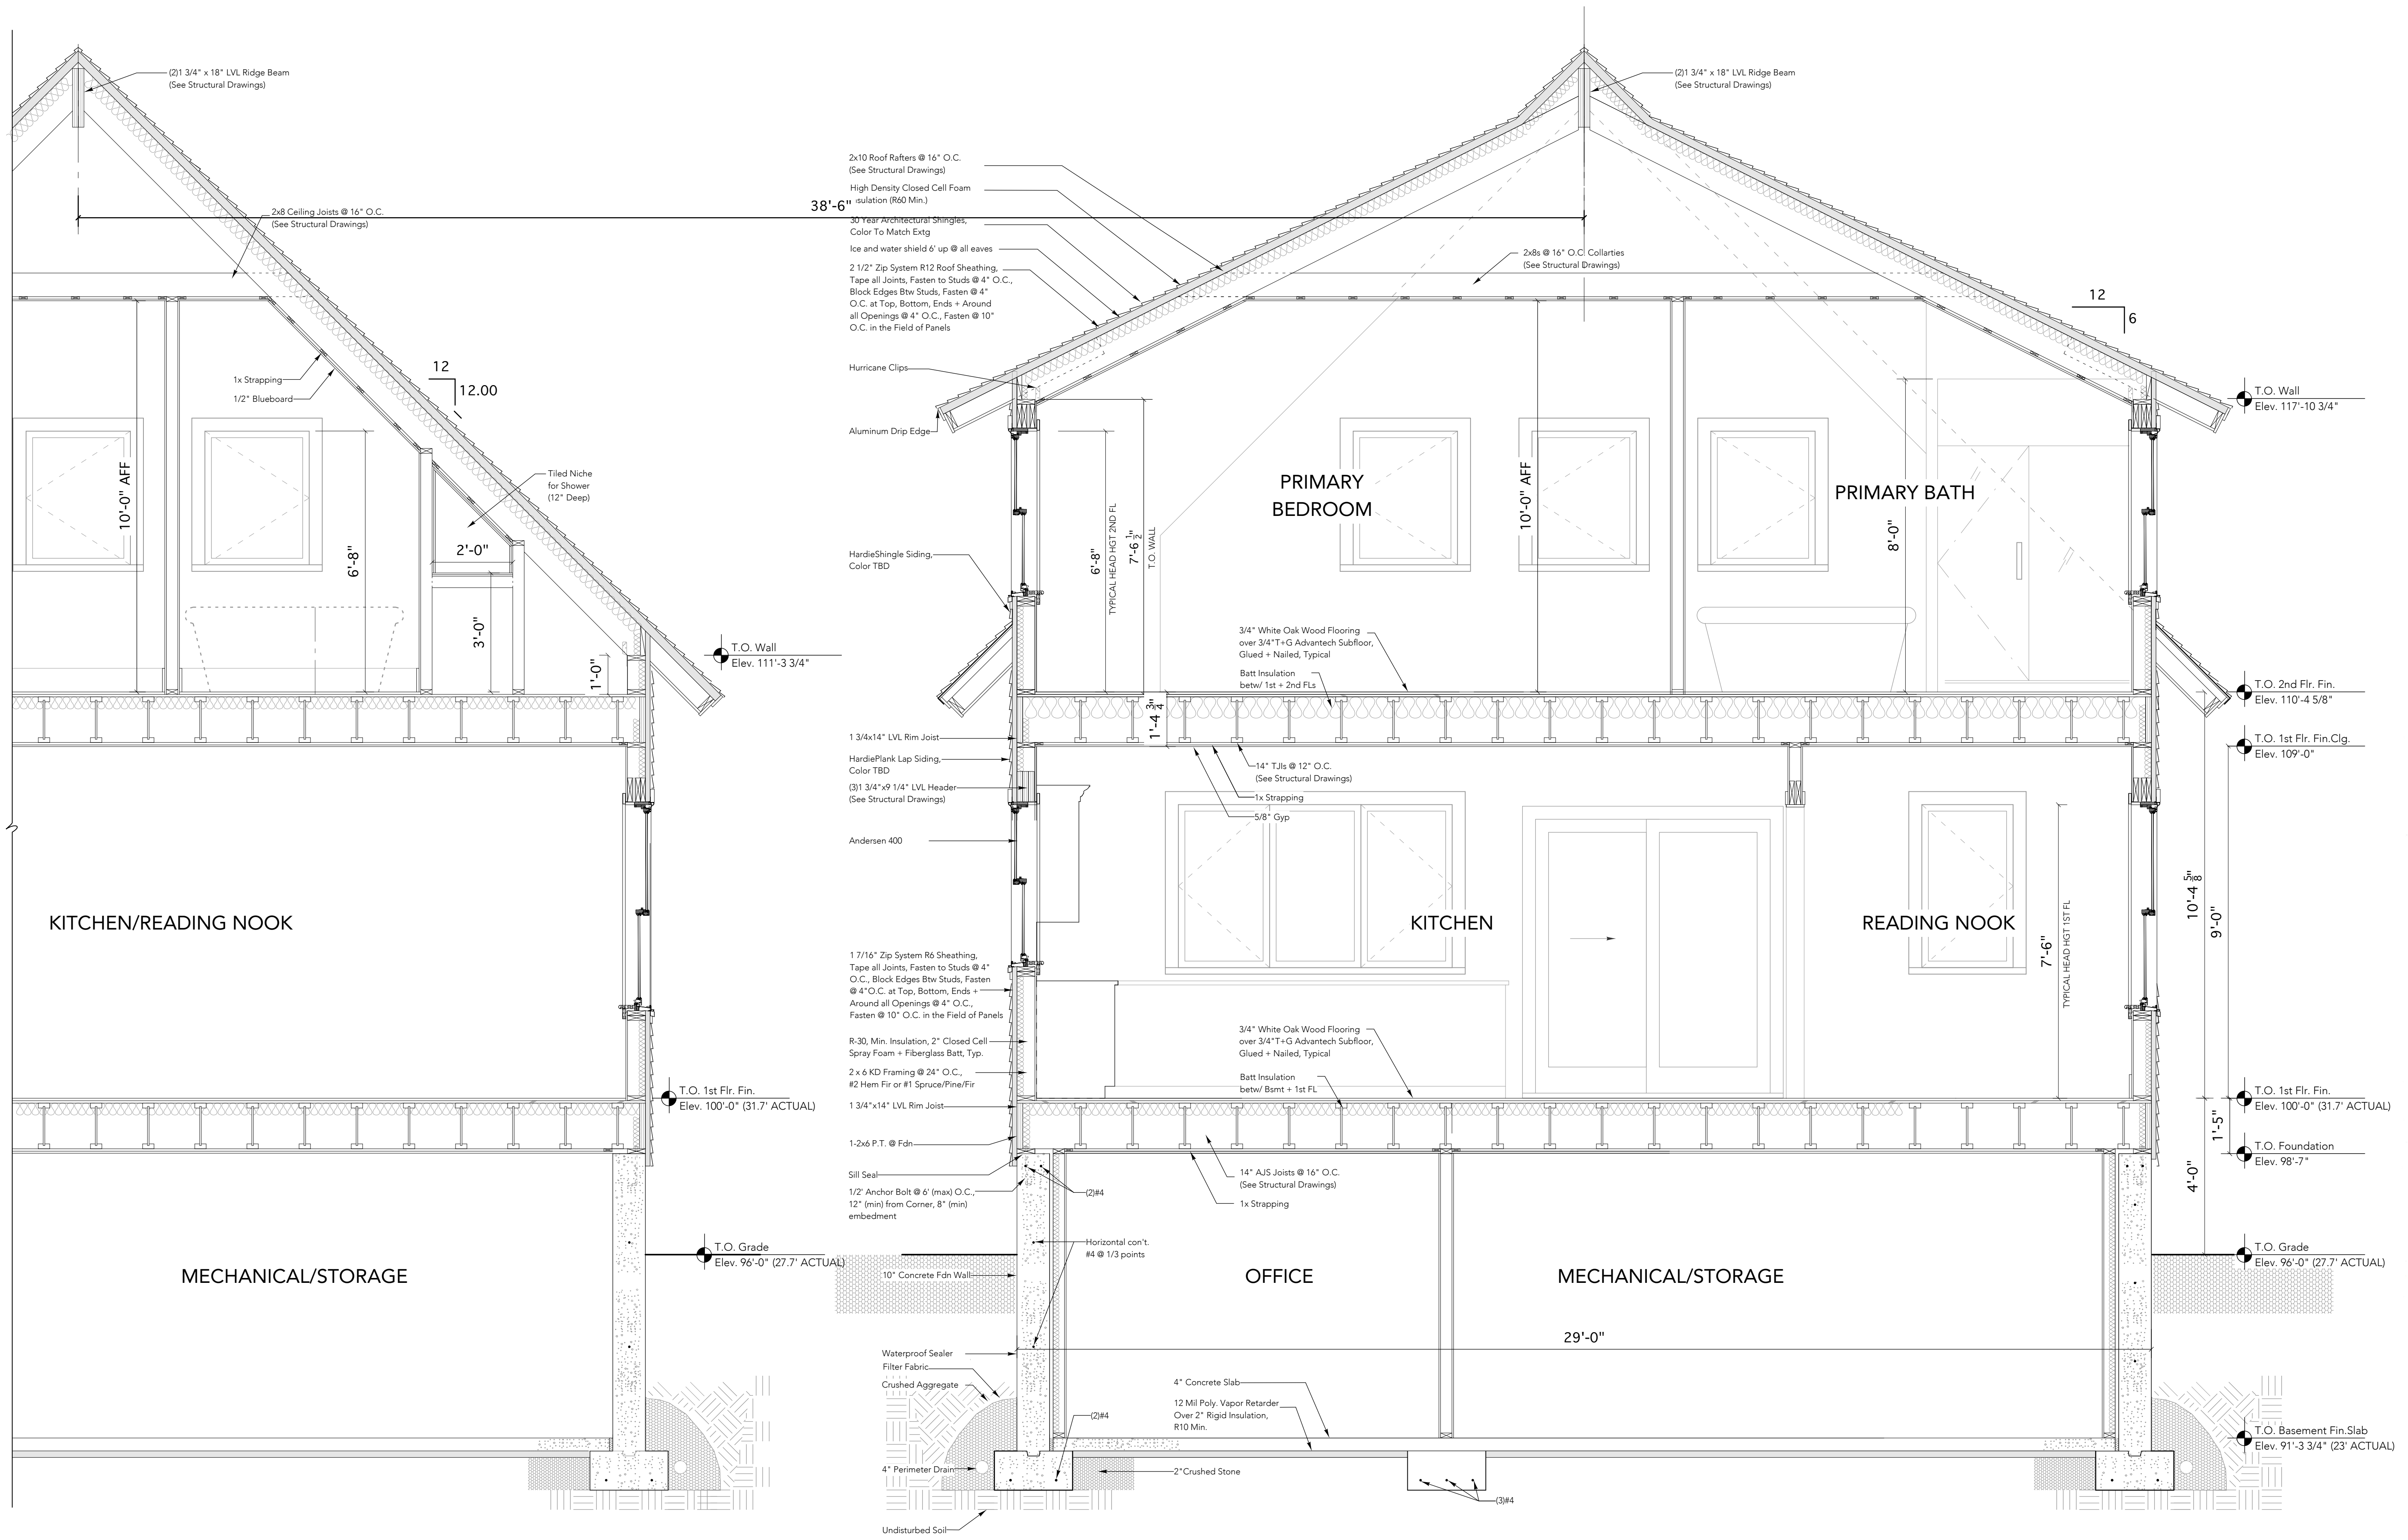 (2)1 3/4" x 18" LVL Ridge Beam
(See Structural Drawings)
2x8 Ceiling Joists @ 16" O.C.
(See Structural Drawings)
38'-6"
1x Strapping
1/2" Blueboard
12
12.00
10'-0" AFF
6'-8"
Tiled Niche
for Shower
(12" Deep)
2'-0"
3'-0"
1'-0"
T.O. Wall
Elev. 111'-3 3/4"
KITCHEN/READING NOOK
T.O. 1st Flr. Fin.
Elev. 100'-0" (31.7' ACTUAL)
T.O. Grade
Elev. 96'-0" (27.7' ACTUAL)
MECHANICAL/STORAGE
(2)1 3/4" x 18" LVL Ridge Beam
(See Structural Drawings)
2x10 Roof Rafters @ 16" O.C.
(See Structural Drawings)
High Density Closed Cell Foam
nsulation (R60 Min.)
30 Year Architectural Shingles,
Color To Match Extg
Ice and water shield 6' up @ all eaves
2 1/2" Zip System R12 Roof Sheathing,
Tape all Joints, Fasten to Studs @ 4" O.C.,
Block Edges Btw Studs, Fasten @ 4"
O.C. at Top, Bottom, Ends + Around
all Openings @ 4" O.C., Fasten @ 10"
O.C. in the Field of Panels
Hurricane Clips
Aluminum Drip Edge
HardieShingle Siding,
Color TBD
1 3/4x14" LVL Rim Joist
HardiePlank Lap Siding,
Color TBD
(3)1 3/4"x9 1/4" LVL Header
(See Structural Drawings)
Andersen 400
1 7/16" Zip System R6 Sheathing,
Tape all Joints, Fasten to Studs @ 4"
O.C., Block Edges Btw Studs, Fasten
@ 4"O.C. at Top, Bottom, Ends +
Around all Openings @ 4" O.C.,
Fasten @ 10" O.C. in the Field of Panels
R-30, Min. Insulation, 2" Closed Cell
Spray Foam + Fiberglass Batt, Typ.
2 x 6 KD Framing @ 24" O.C.,
#2 Hem Fir or #1 Spruce/Pine/Fir
1 3/4"x14" LVL Rim Joist
1-2x6 P.T. @ Fdn
Sill Seal
1/2' Anchor Bolt @ 6' (max) O.C.,
12" (min) from Corner, 8" (min)
embedment
10" Concrete Fdn Wall
Waterproof Sealer
Filter Fabric
Crushed Aggregate
4" Perimeter Drain
Undisturbed Soil
2x8s @ 16" O.C. Collarties
(See Structural Drawings)
12
6
PRIMARY
BEDROOM
PRIMARY BATH
6'-8"
TYPICAL HEAD HGT 2ND FL
7'-6 1/2"
T.O. WALL
10'-0" AFF
8'-0"
3/4" White Oak Wood Flooring
over 3/4"T+G Advantech Subfloor,
Glued + Nailed, Typical
Batt Insulation
betw/ 1st + 2nd FLs
1'-4 3/4"
14" TJIs @ 12" O.C.
(See Structural Drawings)
1x Strapping
5/8" Gyp
KITCHEN
READING NOOK
7'-6"
TYPICAL HEAD HGT 1ST FL
3/4" White Oak Wood Flooring
over 3/4"T+G Advantech Subfloor,
Glued + Nailed, Typical
Batt Insulation
betw/ Bsmt + 1st FL
14" AJS Joists @ 16" O.C.
(See Structural Drawings)
1x Strapping
(2)#4
Horizontal con't.
#4 @ 1/3 points
OFFICE
MECHANICAL/STORAGE
29'-0"
4" Concrete Slab
12 Mil Poly. Vapor Retarder
Over 2" Rigid Insulation,
R10 Min.
(2)#4
2"Crushed Stone
(3)#4
T.O. Wall
Elev. 117'-10 3/4"
T.O. 2nd Flr. Fin.
Elev. 110'-4 5/8"
T.O. 1st Flr. Fin.Clg.
Elev. 109'-0"
10'-4 5/8"
9'-0"
T.O. 1st Flr. Fin.
Elev. 100'-0" (31.7' ACTUAL)
1'-5"
T.O. Foundation
Elev. 98'-7"
4'-0"
T.O. Grade
Elev. 96'-0" (27.7' ACTUAL)
T.O. Basement Fin.Slab
Elev. 91'-3 3/4" (23' ACTUAL)